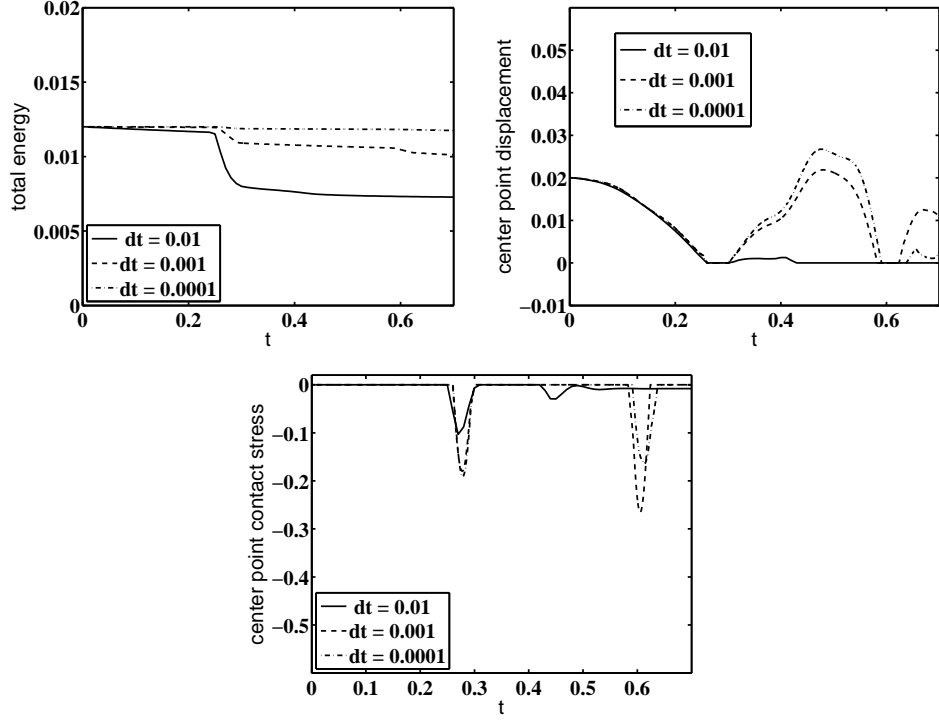 0.02
0.015
0.01
0.005
0
total energy
dt = 0.01
dt = 0.001
dt = 0.0001
0 0.2 0.4 0.6
t
0.05
0.04
0.03
0.02
0.01
0
−0.01
center point displacement
dt = 0.01
dt = 0.001
dt = 0.0001
0 0.2 0.4 0.6
t
0
−0.1
−0.2
−0.3
−0.4
−0.5
center point contact stress
dt = 0.01
dt = 0.001
dt = 0.0001
0 0.1 0.2 0.3 0.4 0.5 0.6
t